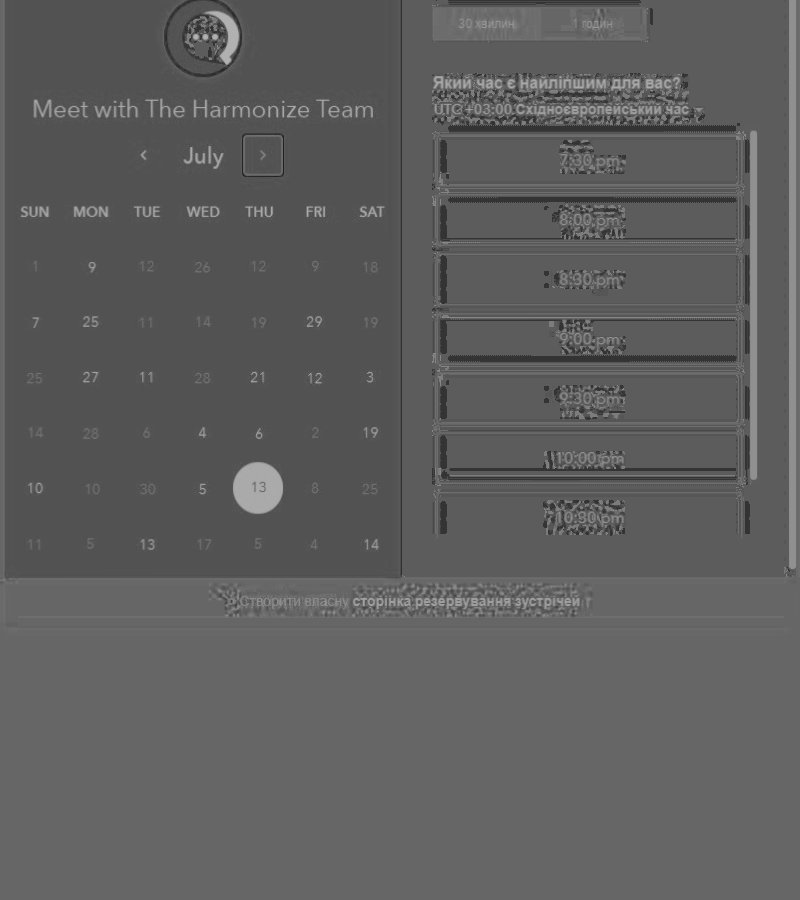 Meet with The Harmonize Team
July
SUN MON TUE WED THU FRI SAT
1 9 12 26 12 9 18
7 25 11 14 19 29 19
25 27 11 28 21 12 3
14 28 6 4 6 2 19
10 10 30 5 13 8 25
11 5 13 17 5 4 14
30 хвилин 1 годин
Який час є найліпшим для вас?
UTC+03:00 Східноєвропейський час
7:30 pm
8:00 pm
8:30 pm
9:00 pm
9:30 pm
10:00 pm
10:30 pm
Створити власну сторінка резервування зустрічей